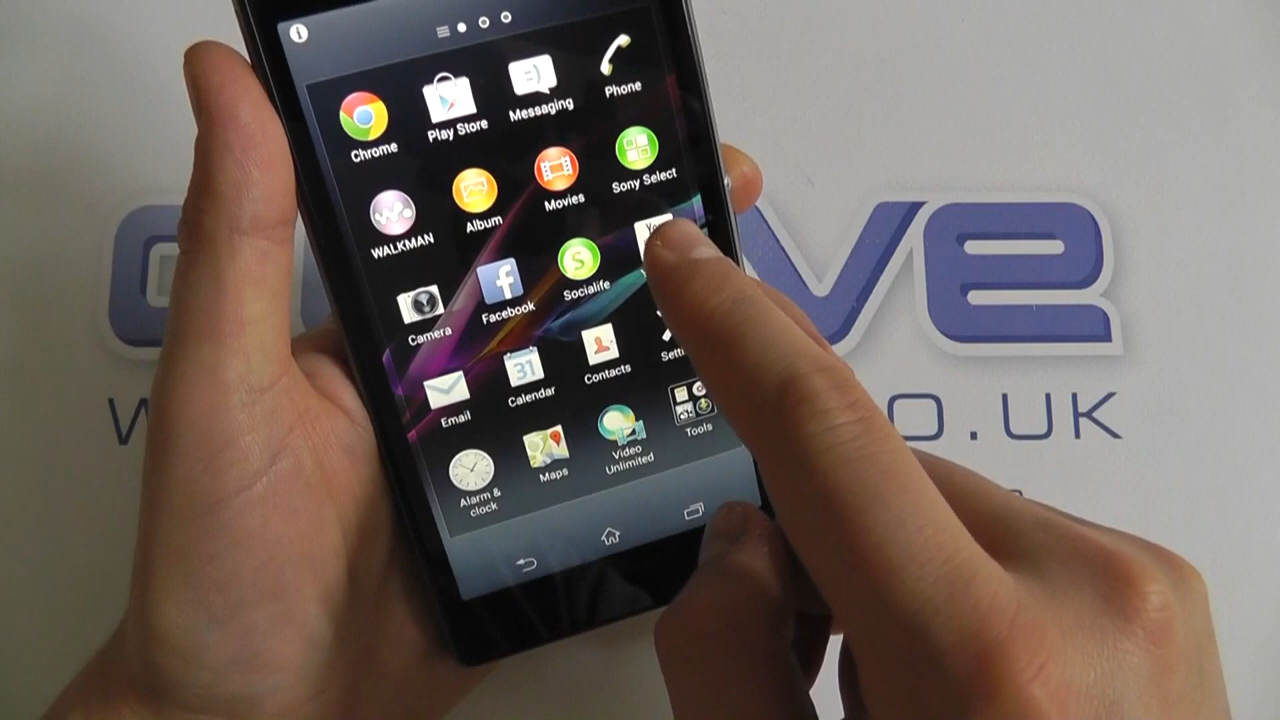 Chrome
Play Store
Messaging
Phone
WALKMAN
Album
Movies
Sony Select
Camera
Facebook
Socialife
Email
31
Calendar
Contacts
Alarm &
clock
Maps
Video
Unlimited
Tools
.UK